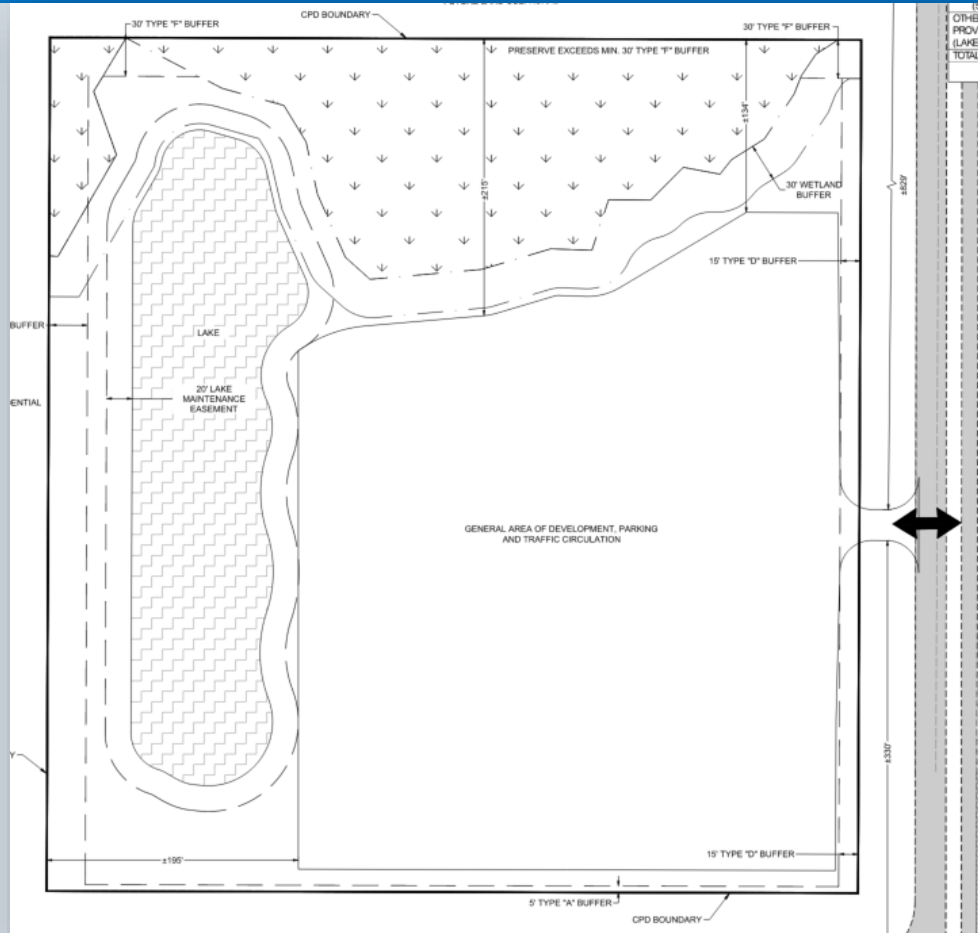 CPD BOUNDARY
30' TYPE "F" BUFFER
30' TYPE "F" BUFFER
PRESERVE EXCEEDS MIN. 30' TYPE "F" BUFFER
OTHE
PROV
(LAKE
TOTAL
±134'
±215'
±629'
30' WETLAND
BUFFER
15' TYPE "D" BUFFER
BUFFER
LAKE
20' LAKE
MAINTENANCE
EASEMENT
ENTIAL
GENERAL AREA OF DEVELOPMENT, PARKING
AND TRAFFIC CIRCULATION
Y
±330'
±195'
15' TYPE "D" BUFFER
5' TYPE "A" BUFFER
CPD BOUNDARY